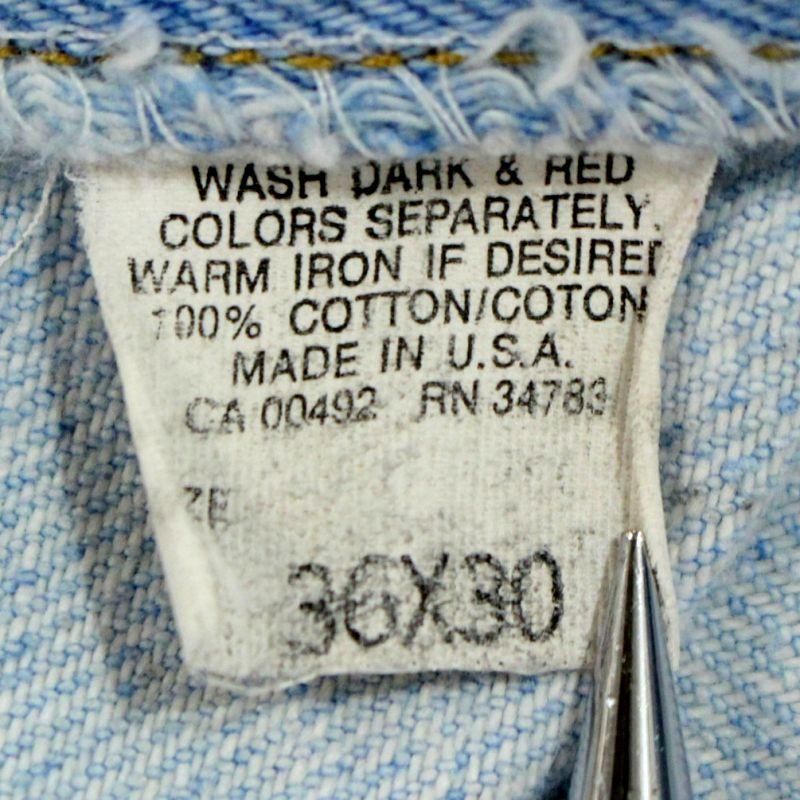 WASH DARK & RED
COLORS SEPARATELY.
WARM IRON IF DESIRED
100% COTTON/COTON
MADE IN U.S.A.
CA 00492 RN 34783
ZE
36X30